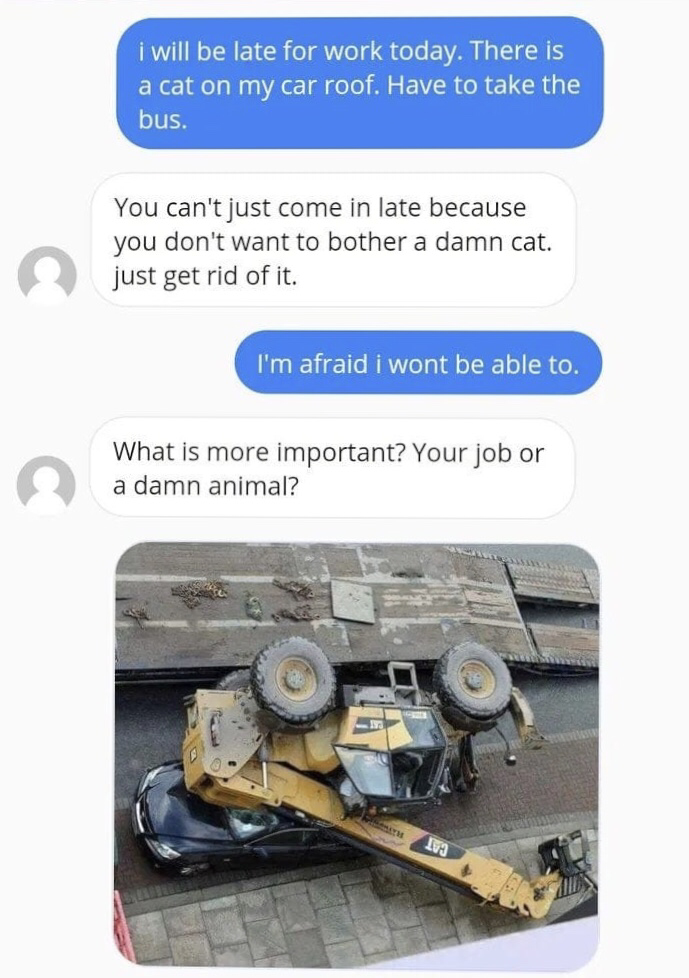 i will be late for work today. There is
a cat on my car roof. Have to take the
bus.
You can't just come in late because
you don't want to bother a damn cat.
just get rid of it.
I'm afraid i wont be able to.
What is more important? Your job or
a damn animal?
CAT
CAT